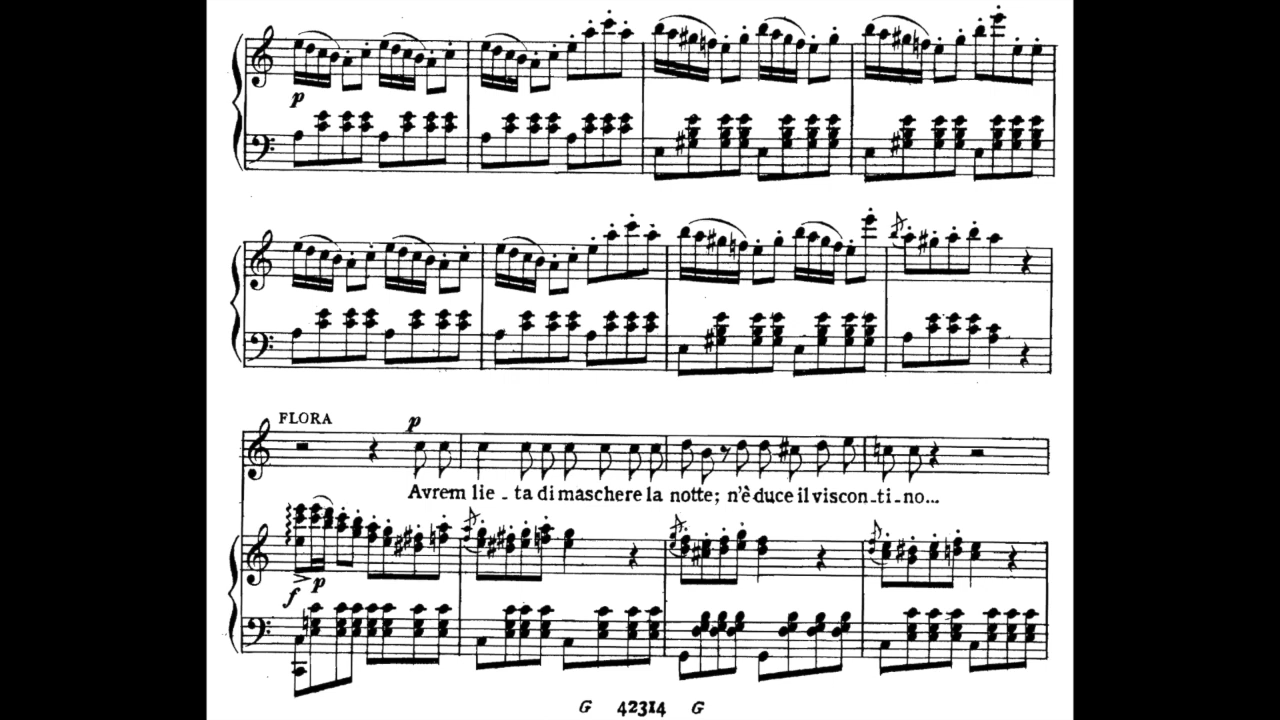 p
FLORA
p
Avrem lie - ta di maschere la notte; n'è duce il viscon - ti - no...
f p
G 42314 G